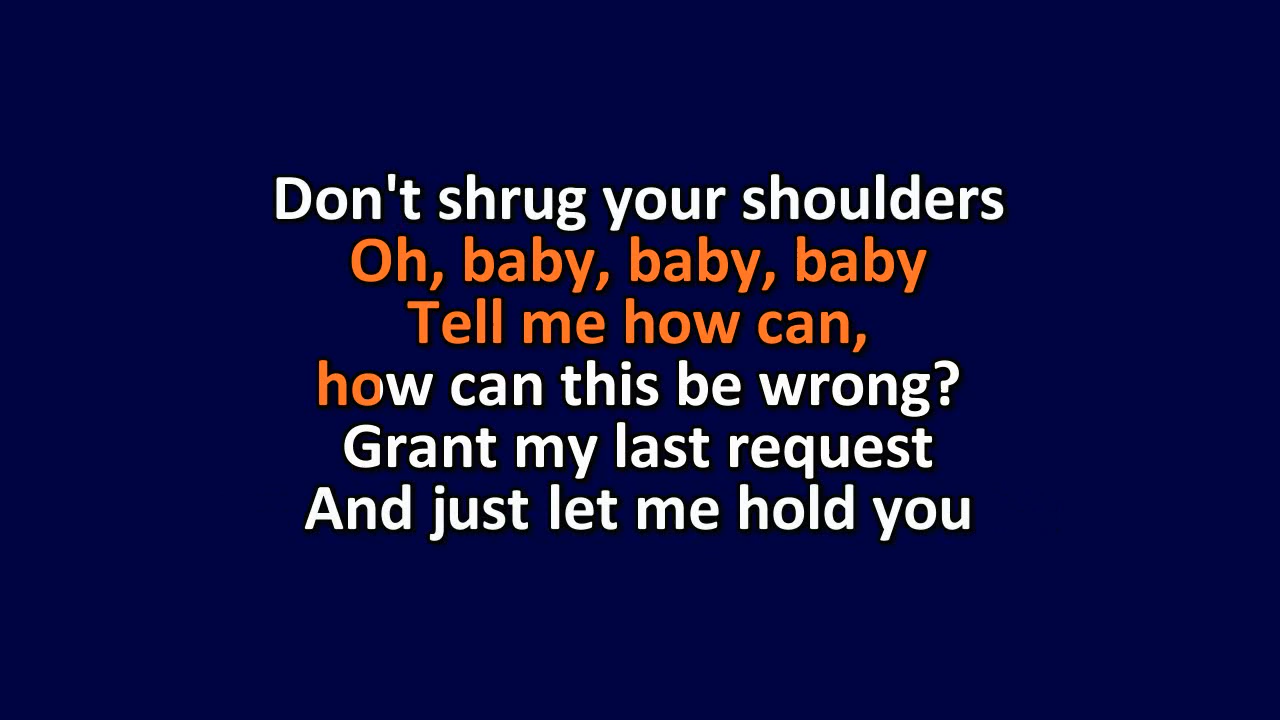 Don't shrug your shoulders
Oh, baby, baby, baby
Tell me how can,
how can this be wrong?
Grant my last request
And just let me hold you